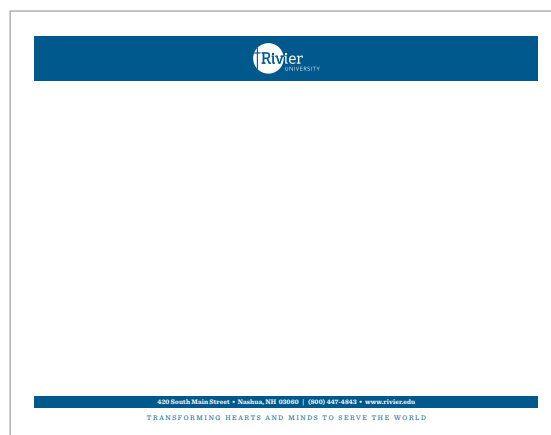 Rivier
UNIVERSITY
420 South Main Street • Nashua, NH 03060 | (800) 447-4843 • www.rivier.edu
TRANSFORMING HEARTS AND MINDS TO SERVE THE WORLD